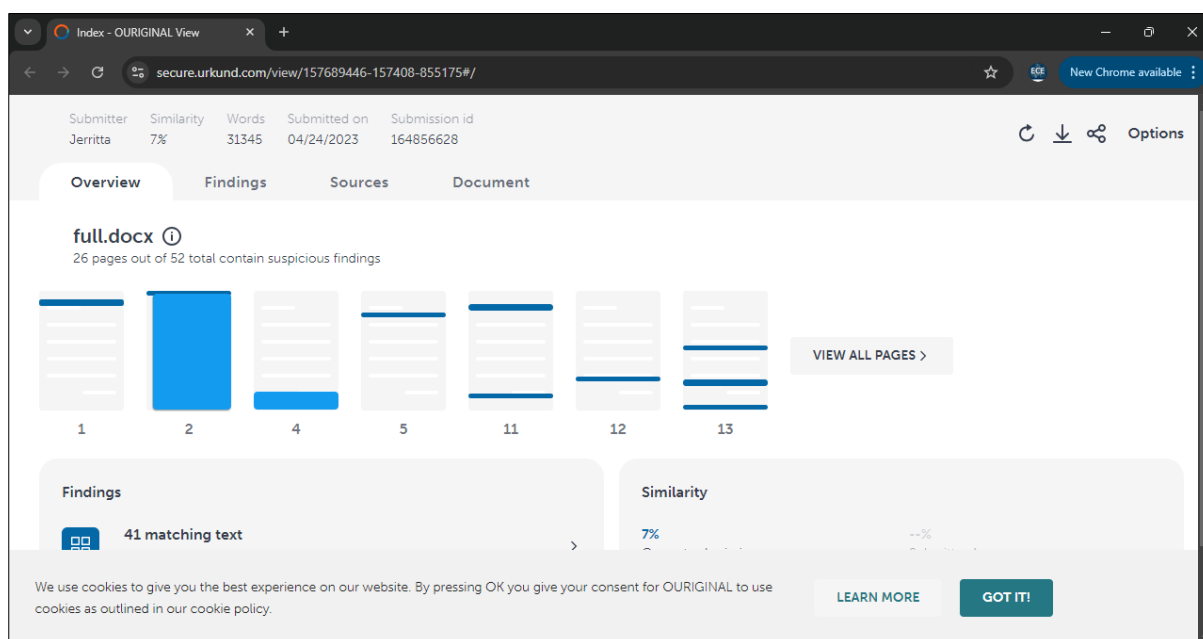 Index - OURIGINAL View
secure.urkund.com/view/157689446-157408-855175#/
ECE
New Chrome available
Submitter Similarity Words Submitted on Submission id
Jerritta 7% 31345 04/24/2023 164856628
Options
Overview Findings Sources Document
full.docx
26 pages out of 52 total contain suspicious findings
VIEW ALL PAGES >
1 2 4 5 11 12 13
Findings Similarity
41 matching text 7% --%
We use cookies to give you the best experience on our website. By pressing OK you give your consent for OURIGINAL to use
cookies as outlined in our cookie policy.
LEARN MORE GOT IT!